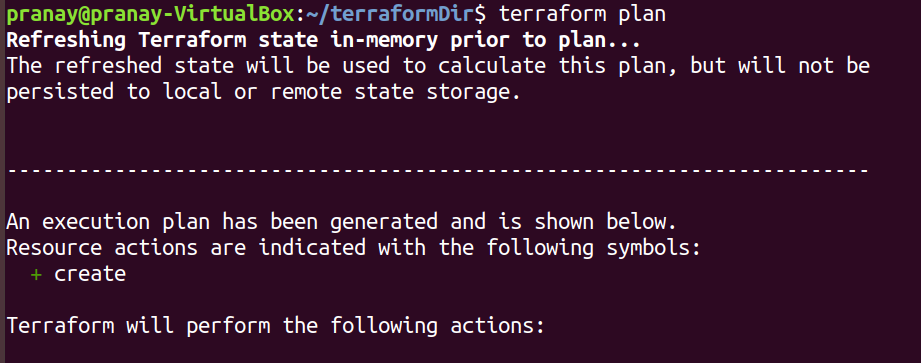 pranay@pranay-VirtualBox:~/terraformDir$ terraform plan
Refreshing Terraform state in-memory prior to plan...
The refreshed state will be used to calculate this plan, but will not be
persisted to local or remote state storage.
------------------------------------------------------------------------
An execution plan has been generated and is shown below.
Resource actions are indicated with the following symbols:
+ create
Terraform will perform the following actions: